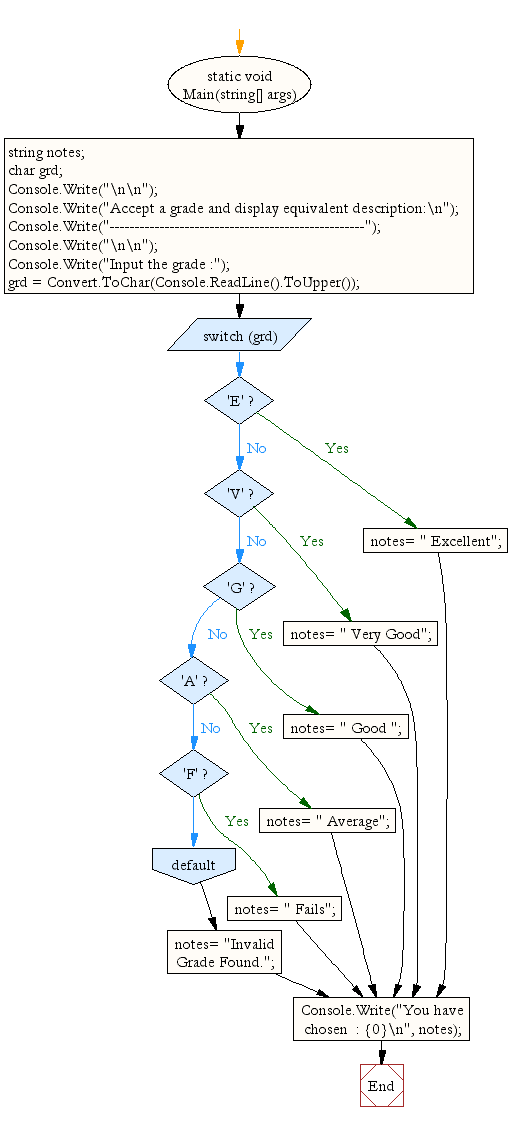 static void
Main(string[] args)
string notes;
char grd;
Console.Write("\n\n");
Console.Write("Accept a grade and display equivalent description:\n");
Console.Write("---------------------------------------------------");
Console.Write("\n\n");
Console.Write("Input the grade :");
grd = Convert.ToChar(Console.ReadLine().ToUpper());
switch (grd)
'E' ?
No
Yes
'V' ?
notes= " Excellent";
No
Yes
'G' ?
No
Yes
notes= " Very Good";
'A' ?
No
Yes
notes= " Good ";
'F' ?
Yes
notes= " Average";
default
notes= " Fails";
notes= "Invalid
Grade Found.";
Console.Write("You have
chosen  : {0}\n", notes);
End